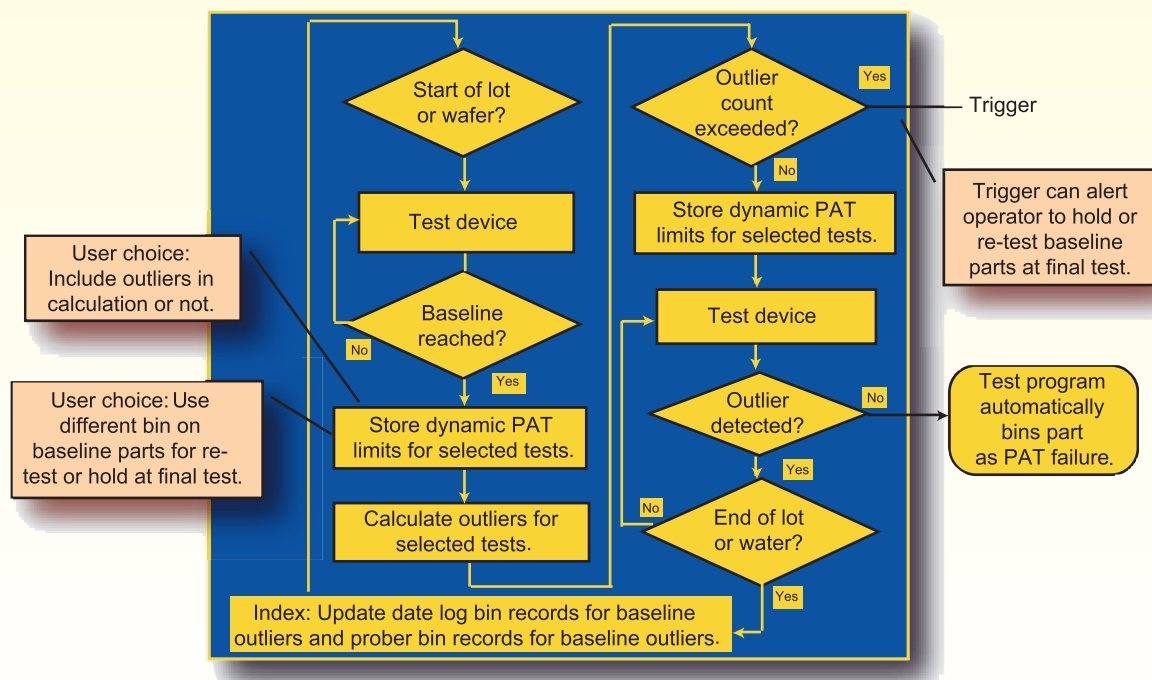 Start of lot
or wafer?
Test device
Baseline
reached?
No
Yes
Store dynamic PAT
limits for selected tests.
Calculate outliers for
selected tests.
User choice:
Include outliers in
calculation or not.
User choice: Use
different bin on
baseline parts for re-
test or hold at final test.
Outlier
count
exceeded?
Yes
Trigger
No
Trigger can alert
operator to hold or
re-test baseline
parts at final test.
Store dynamic PAT
limits for selected tests.
Test device
Outlier
detected?
No
Test program
automatically
bins part
as PAT failure.
Yes
End of lot
or water?
No
Yes
Index: Update date log bin records for baseline
outliers and prober bin records for baseline outliers.